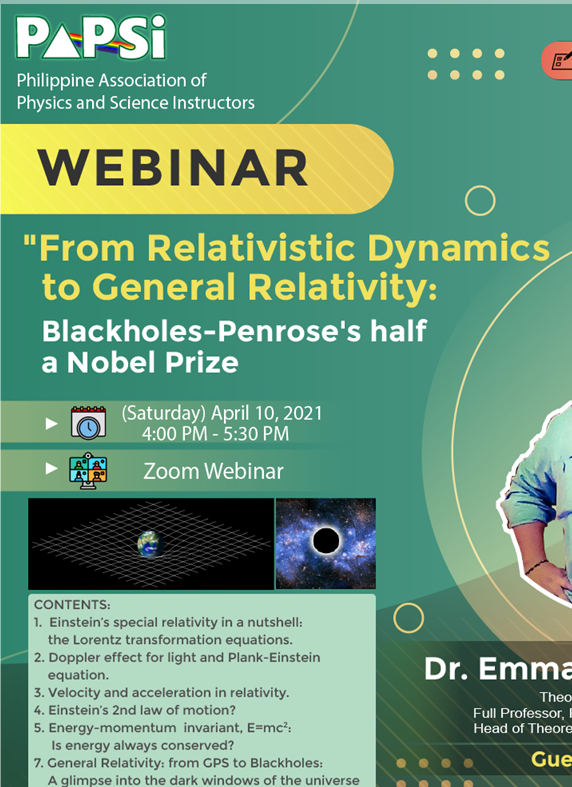 PAPSi
Philippine Association of
Physics and Science Instructors
WEBINAR
"From Relativistic Dynamics
to General Relativity:
Blackholes-Penrose's half
a Nobel Prize
(Saturday) April 10, 2021
4:00 PM - 5:30 PM
Zoom Webinar
CONTENTS:
1. Einstein's special relativity in a nutshell:
the Lorentz transformation equations.
2. Doppler effect for light and Plank-Einstein
equation.
3. Velocity and acceleration in relativity.
4. Einstein's 2nd law of motion?
5. Energy-momentum invariant, E=mc²:
Is energy always conserved?
7. General Relativity: from GPS to Blackholes:
A glimpse into the dark windows of the universe
Dr. Emma
Theo
Full Professor,
Head of Theore
Gue